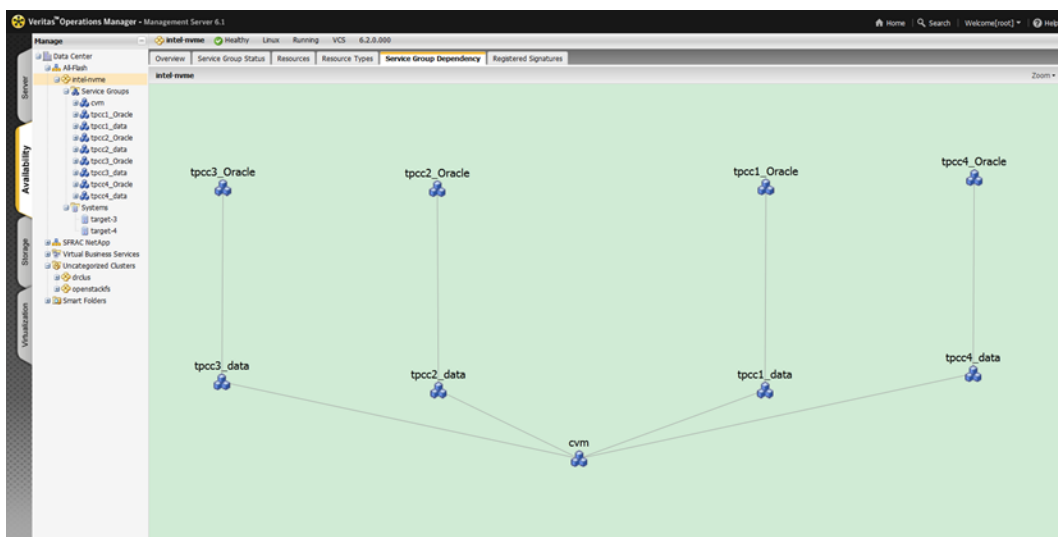 Veritas™ Operations Manager - Management Server 6.1
Home Search Welcome[root] Help
Manage
intel-nvme Healthy Linux Running VCS 6.2.0.000
Overview Service Group Status Resources Resource Types Service Group Dependency Registered Signatures
intel-nvme Zoom
Server
Availability
Storage
Virtualization
Data Center
All-Flash
intel-nvme
Service Groups
cvm
tpcc1_Oracle
tpcc1_data
tpcc2_Oracle
tpcc2_data
tpcc3_Oracle
tpcc3_data
tpcc4_Oracle
tpcc4_data
Systems
target-3
target-4
SFRAC NetApp
Virtual Business Services
Uncategorized Clusters
drclus
openstackfs
Smart Folders
tpcc3_Oracle tpcc2_Oracle tpcc1_Oracle tpcc4_Oracle
tpcc3_data tpcc2_data tpcc1_data tpcc4_data
cvm